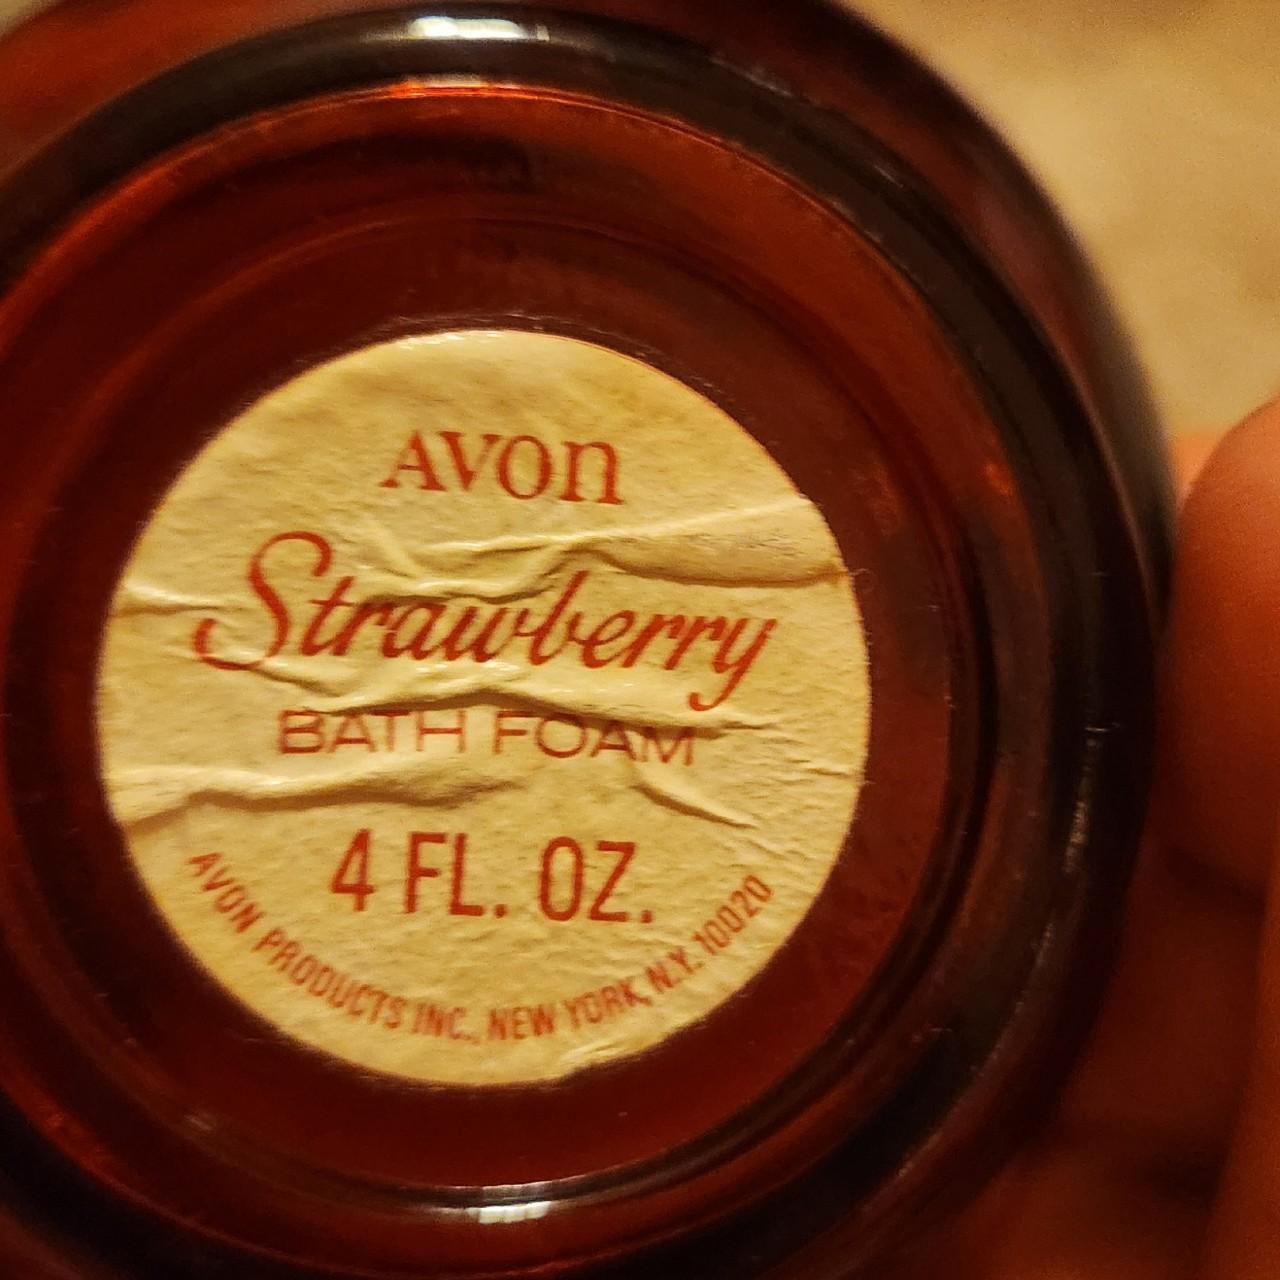 AVON
Strawberry
BATH FOAM
4 FL. OZ.
AVON PRODUCTS INC., NEW YORK, N.Y. 10020